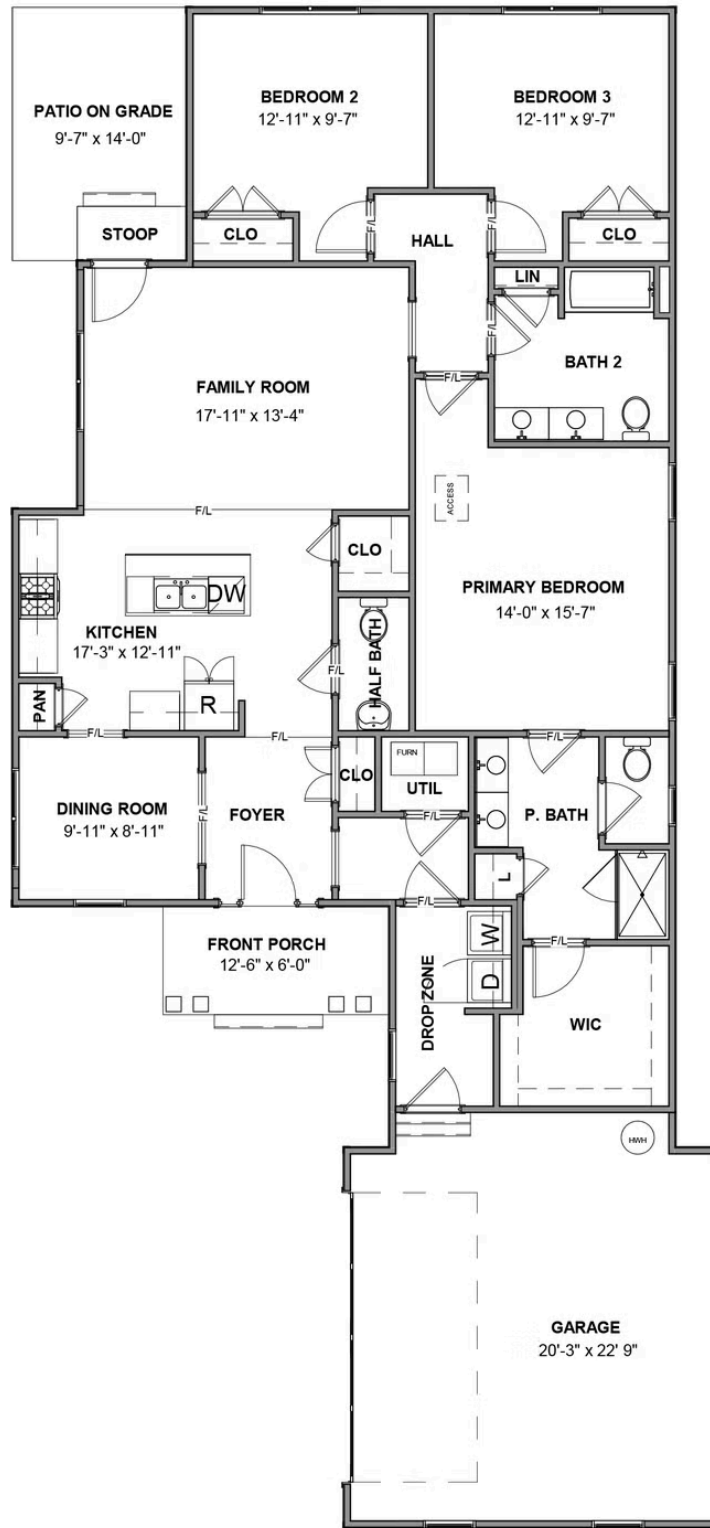 BEDROOM 2
12'-11" x 9'-7"
BEDROOM 3
12'-11" x 9'-7"
PATIO ON GRADE
9'-7" x 14'-0"
STOOP
CLO
F/L
HALL
F/L
CLO
LIN
F/L
BATH 2
F/L
FAMILY ROOM
17'-11" x 13'-4"
ACCESS
F/L
CLO
PRIMARY BEDROOM
14'-0" x 15'-7"
DW
KITCHEN
17'-3" x 12'-11"
HALF BATH
F/L
PAN
R
F/L
F/L
F/L
FURN
UTIL
CLO
DINING ROOM
9'-11" x 8'-11"
F/L
FOYER
F/L
P. BATH
F/L
L
F/L
FRONT PORCH
12'-6" x 6'-0"
W
D
F/L
DROP ZONE
WIC
HWH
GARAGE
20'-3" x 22' 9"